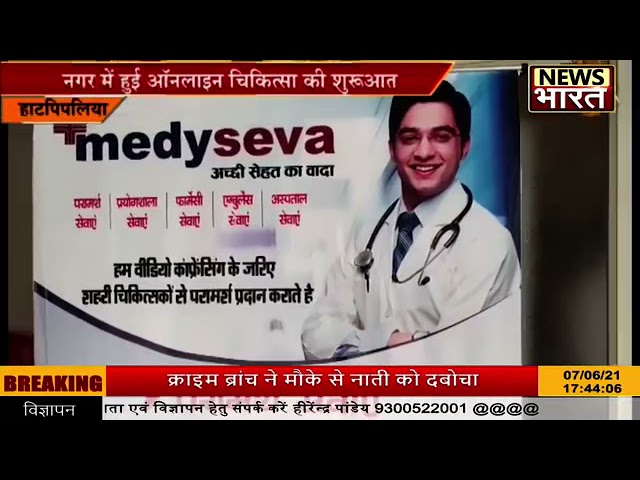 नगर में हुई ऑनलाइन चिकित्सा की शुरूआत
NEWS
भारत
हाटपिपलिया
medyseva
अच्छी सेहत का वादा
परामर्श सेवाएं
प्रयोगशाला सेवाएं
फार्मेसी सेवाएं
एम्बुलेंस सेवाएं
अस्पताल सेवाएं
हम वीडियो कांफ्रेंसिंग के जरिए
शहरी चिकित्सकों से परामर्श प्रदान कराते है
BREAKING
क्राइम ब्रांच ने मौके से नाती को दबोचा
07/06/21
17:44:06
विज्ञापन
ता एवं विज्ञापन हेतु संपर्क करें हीरेन्द्र पांडेय 9300522001 @@@@